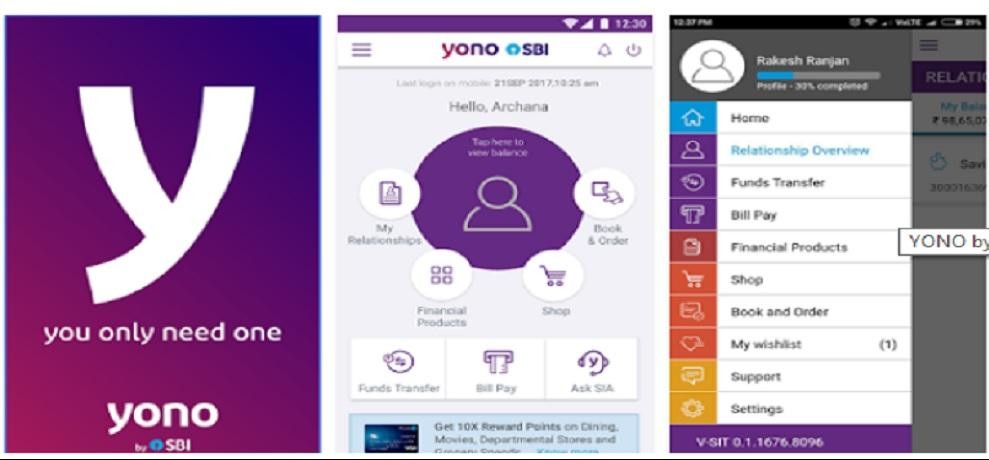 y
you only need one
yono
by SBI
12:30
yono SBI
Last login on mobile 21SEP 2017,10:25 am
Hello, Archana
Tap here to
view balance
My
Relationships
Book
& Order
Financial
Products
Shop
Funds Transfer
Bill Pay
Ask SIA
Get 10X Reward Points on Dining,
Movies, Departmental Stores and
Grocery Spends. Know more
12:37 PM
VoLTE 29%
Rakesh Ranjan
Profile - 30% completed
Home
Relationship Overview
Funds Transfer
Bill Pay
Financial Products
Shop
Book and Order
My wishlist (1)
Support
Settings
V-SIT 0.1.1676.8096
RELATIO
My Bala
₹ 98,65,07
Savi
YONO by